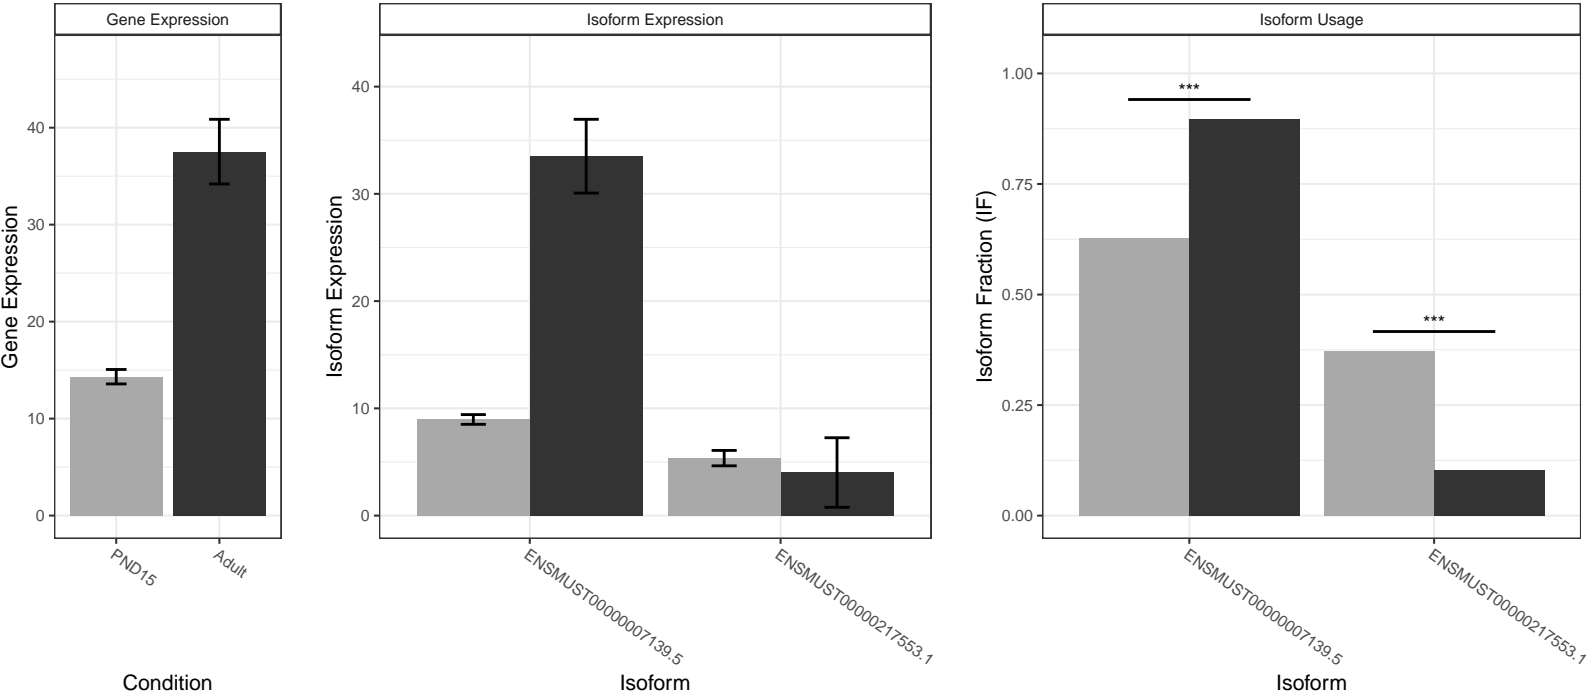 Gene Expression
Isoform Expression
Isoform Usage
Gene Expression
0
10
20
30
40
PND15
Adult
Condition
Isoform Expression
0
10
20
30
40
ENSMUST00000007139.5
ENSMUST00000217553.1
Isoform
Isoform Fraction (IF)
0.00
0.25
0.50
0.75
1.00
***
***
ENSMUST00000007139.5
ENSMUST00000217553.1
Isoform